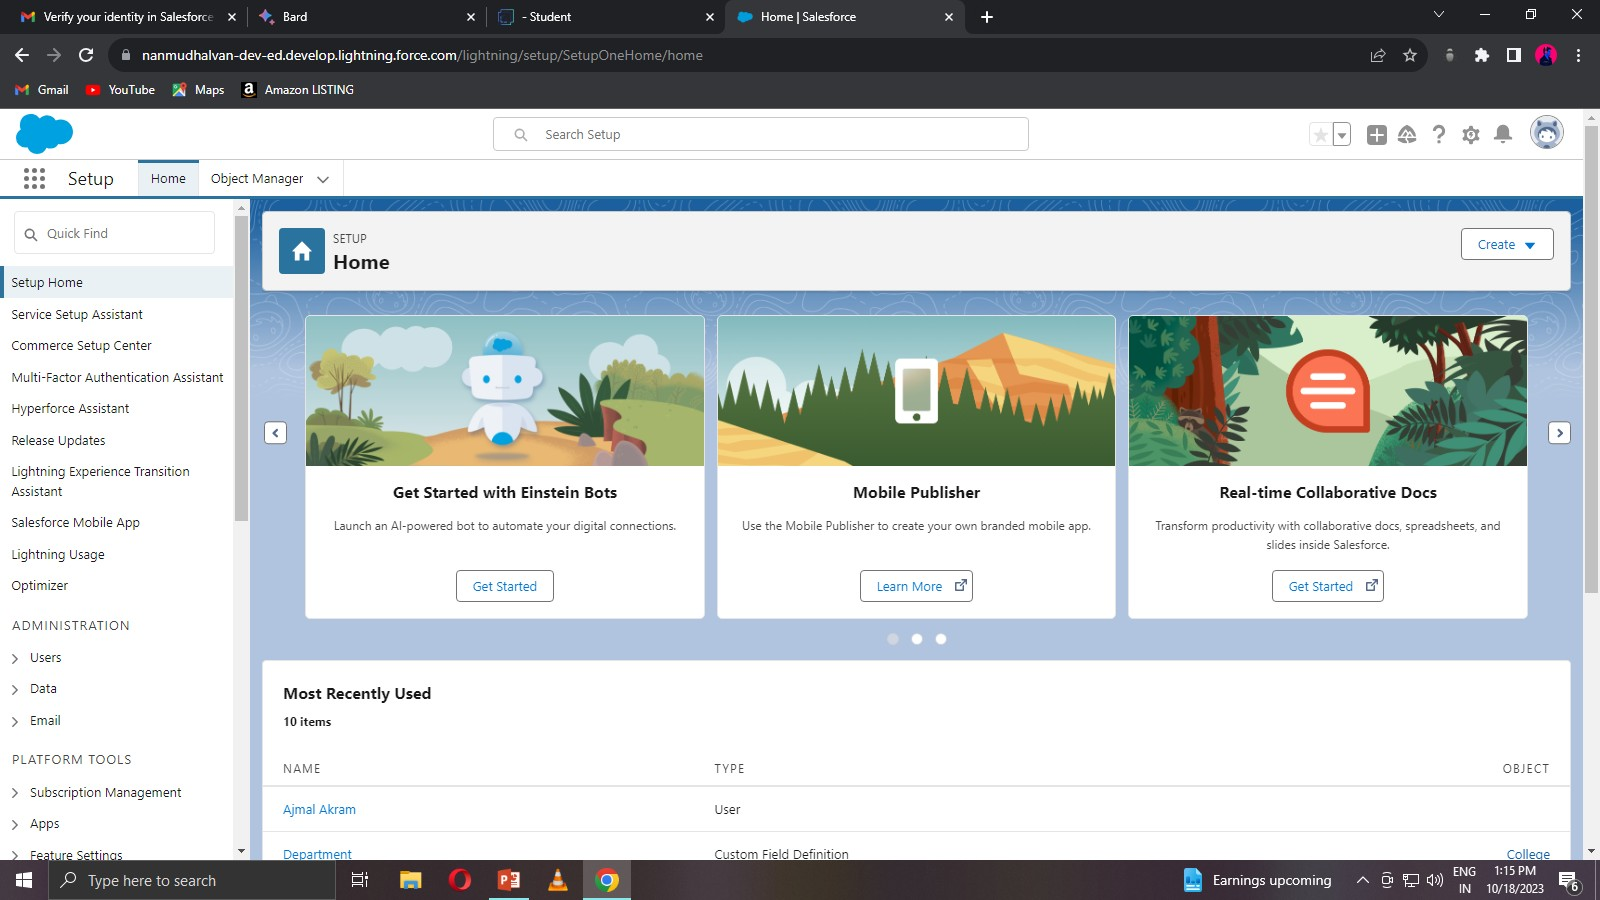 Verify your identity in Salesforce
Bard
- Student
Home | Salesforce
nanmudhalvan-dev-ed.develop.lightning.force.com/lightning/setup/SetupOneHome/home
Gmail
YouTube
Maps
Amazon LISTING
Search Setup
Setup
Home
Object Manager
Quick Find
Setup Home
Service Setup Assistant
Commerce Setup Center
Multi-Factor Authentication Assistant
Hyperforce Assistant
Release Updates
Lightning Experience Transition
Assistant
Salesforce Mobile App
Lightning Usage
Optimizer
ADMINISTRATION
Users
Data
Email
PLATFORM TOOLS
Subscription Management
Apps
Feature Settings
SETUP
Home
Create
Get Started with Einstein Bots
Launch an AI-powered bot to automate your digital connections.
Get Started
Mobile Publisher
Use the Mobile Publisher to create your own branded mobile app.
Learn More
Real-time Collaborative Docs
Transform productivity with collaborative docs, spreadsheets, and
slides inside Salesforce.
Get Started
Most Recently Used
10 items
NAME TYPE OBJECT
Ajmal Akram User
Department Custom Field Definition College
Type here to search
Earnings upcoming
ENG
IN
1:15 PM
10/18/2023
6